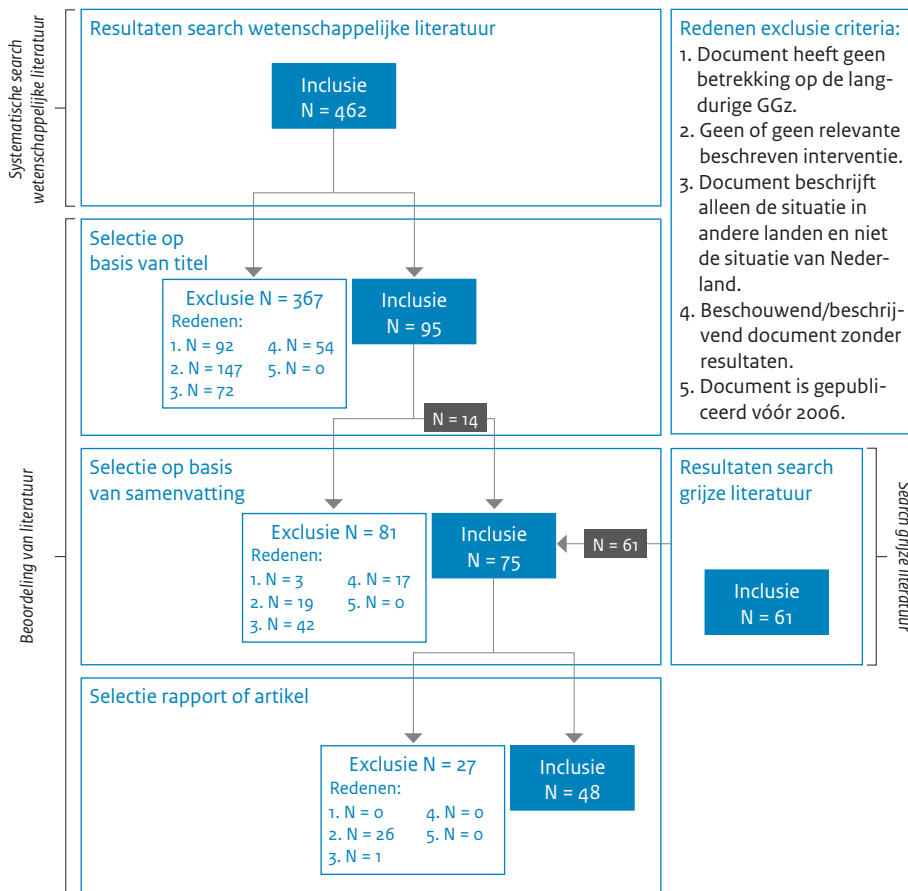 Systematische search
wetenschappelijke literatuur
Resultaten search wetenschappelijke literatuur
Inclusie
N = 462
Redenen exclusie criteria:
1. Document heeft geen
betrekking op de lang-
durige GGz.
2. Geen of geen relevante
beschreven interventie.
3. Document beschrijft
alleen de situatie in
andere landen en niet
de situatie van Neder-
land.
4. Beschouwend/beschrij-
vend document zonder
resultaten.
5. Document is gepubli-
ceerd vóór 2006.
Beoordeling van literatuur
Selectie op
basis van titel
Exclusie N = 367
Redenen:
1. N = 92 4. N = 54
2. N = 147 5. N = 0
3. N = 72
Inclusie
N = 95
N = 14
Selectie op basis
van samenvatting
Exclusie N = 81
Redenen:
1. N = 3 4. N = 17
2. N = 19 5. N = 0
3. N = 42
Inclusie
N = 75
N = 61
Resultaten search
grijze literatuur
Inclusie
N = 61
Search grijze literatuur
Selectie rapport of artikel
Exclusie N = 27
Redenen:
1. N = 0 4. N = 0
2. N = 26 5. N = 0
3. N = 1
Inclusie
N = 48